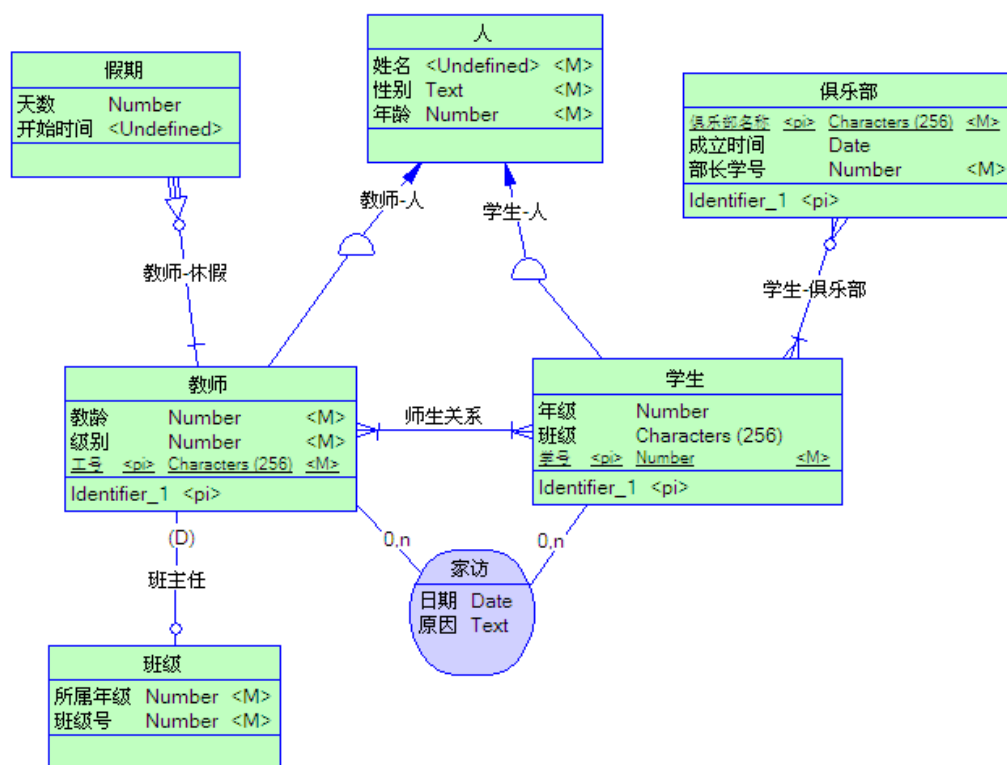 人
姓名 <Undefined> <M>
性别 Text <M>
年龄 Number <M>
假期
天数 Number
开始时间 <Undefined>
俱乐部
俱乐部名称 <pi> Characters (256) <M>
成立时间 Date
部长学号 Number <M>
Identifier_1 <pi>
教师-人
学生-人
教师-休假
学生-俱乐部
教师
教龄 Number <M>
级别 Number <M>
工号 <pi> Characters (256) <M>
Identifier_1 <pi>
师生关系
学生
年级 Number
班级 Characters (256)
学号 <pi> Number <M>
Identifier_1 <pi>
(D)
0,n
0,n
班主任
家访
日期 Date
原因 Text
班级
所属年级 Number <M>
班级号 Number <M>